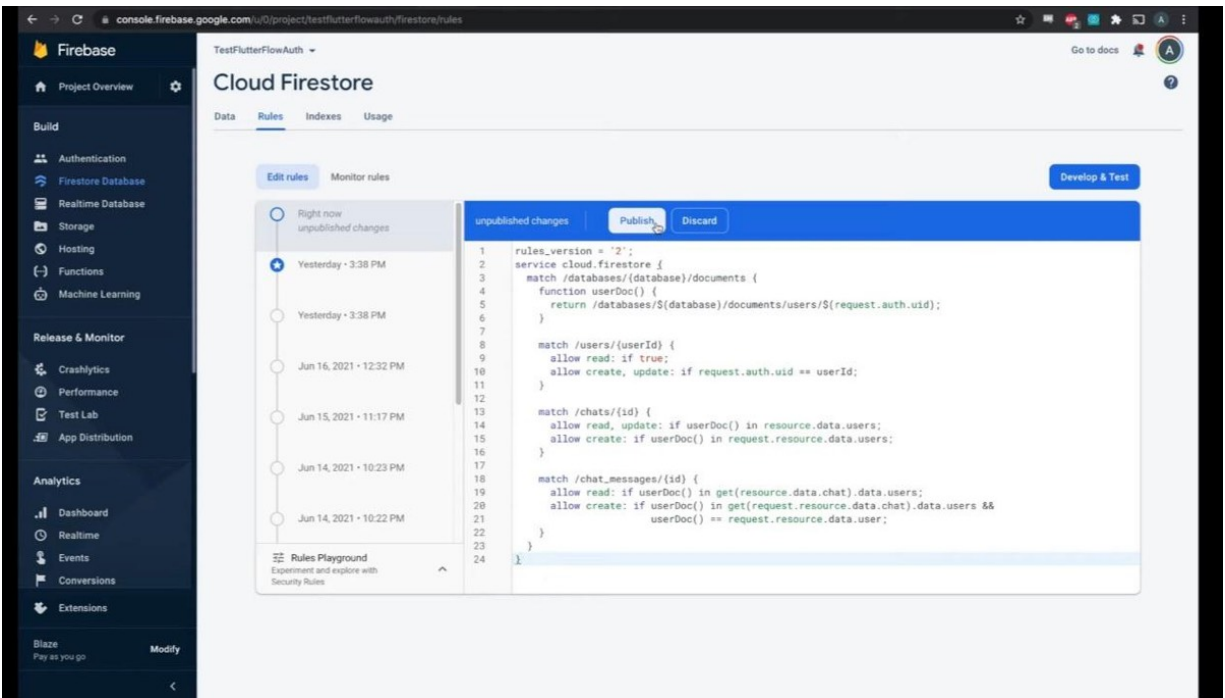 console.firebase.google.com/u/0/project/testflutterflowauth/firestore/rules
A
Firebase
TestFlutterFlowAuth
Go to docs
A
Project Overview
Cloud Firestore
Data Rules Indexes Usage
Build
Authentication
Firestore Database
Realtime Database
Storage
Hosting
Functions
Machine Learning
Release & Monitor
Crashlytics
Performance
Test Lab
App Distribution
Analytics
Dashboard
Realtime
Events
Conversions
Extensions
Blaze
Pay as you go
Modify
Edit rules Monitor rules
Develop & Test
Right now
unpublished changes
Yesterday • 3:38 PM
Yesterday • 3:38 PM
Jun 16, 2021 • 12:32 PM
Jun 15, 2021 • 11:17 PM
Jun 14, 2021 • 10:23 PM
Jun 14, 2021 • 10:22 PM
Rules Playground
Experiment and explore with
Security Rules
unpublished changes Publish Discard
1 rules_version = '2';
2 service cloud.firestore {
3 match /databases/{database}/documents {
4 function userDoc() {
5 return /databases/$(database)/documents/users/$(request.auth.uid);
6 }
7
8 match /users/{userId} {
9 allow read: if true;
10 allow create, update: if request.auth.uid == userId;
11 }
12
13 match /chats/{id} {
14 allow read, update: if userDoc() in resource.data.users;
15 allow create: if userDoc() in request.resource.data.users;
16 }
17
18 match /chat_messages/{id} {
19 allow read: if userDoc() in get(resource.data.chat).data.users;
20 allow create: if userDoc() in get(request.resource.data.chat).data.users &&
21 userDoc() == request.resource.data.user;
22 }
23 }
24 }